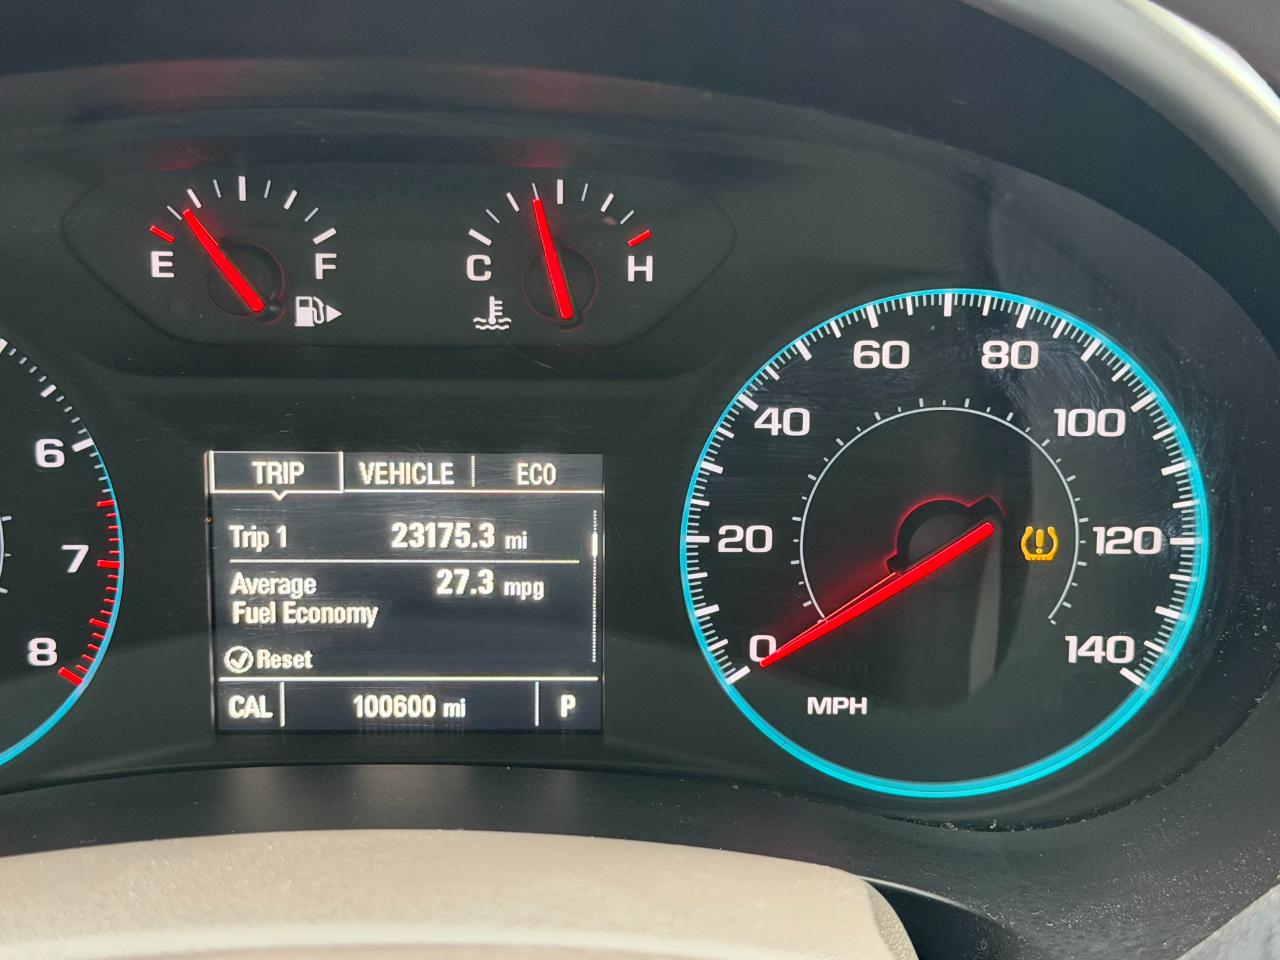 E F
C H
6
7
8
TRIP VEHICLE ECO
Trip 1 23175.3 mi
Average 27.3 mpg
Fuel Economy
Reset
CAL 100600 mi P
0 20 40 60 80 100 120 140
MPH